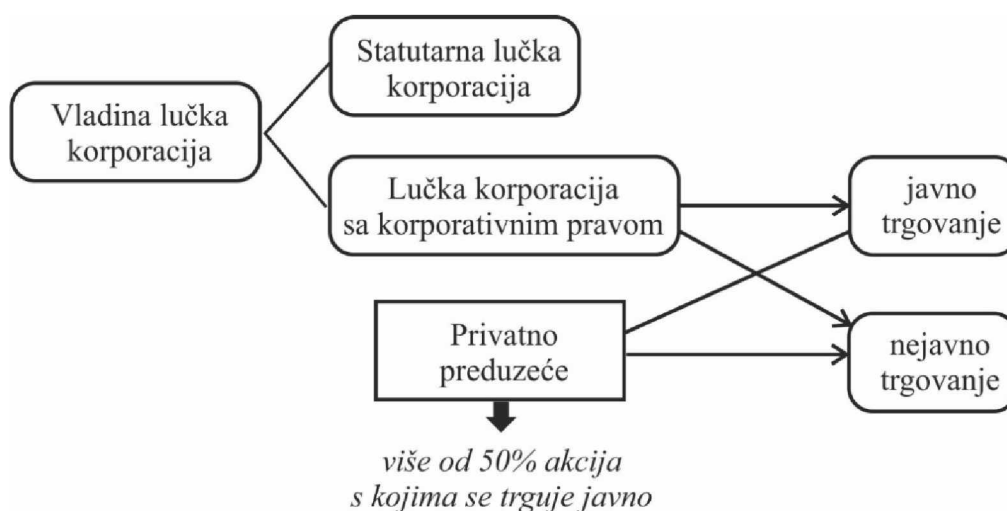 Statutarna lučka
korporacija
Vladina lučka
korporacija
Lučka korporacija
sa korporativnim pravom
javno
trgovanje
Privatno
preduzeće
nejavno
trgovanje
više od 50% akcija
s kojima se trguje javno